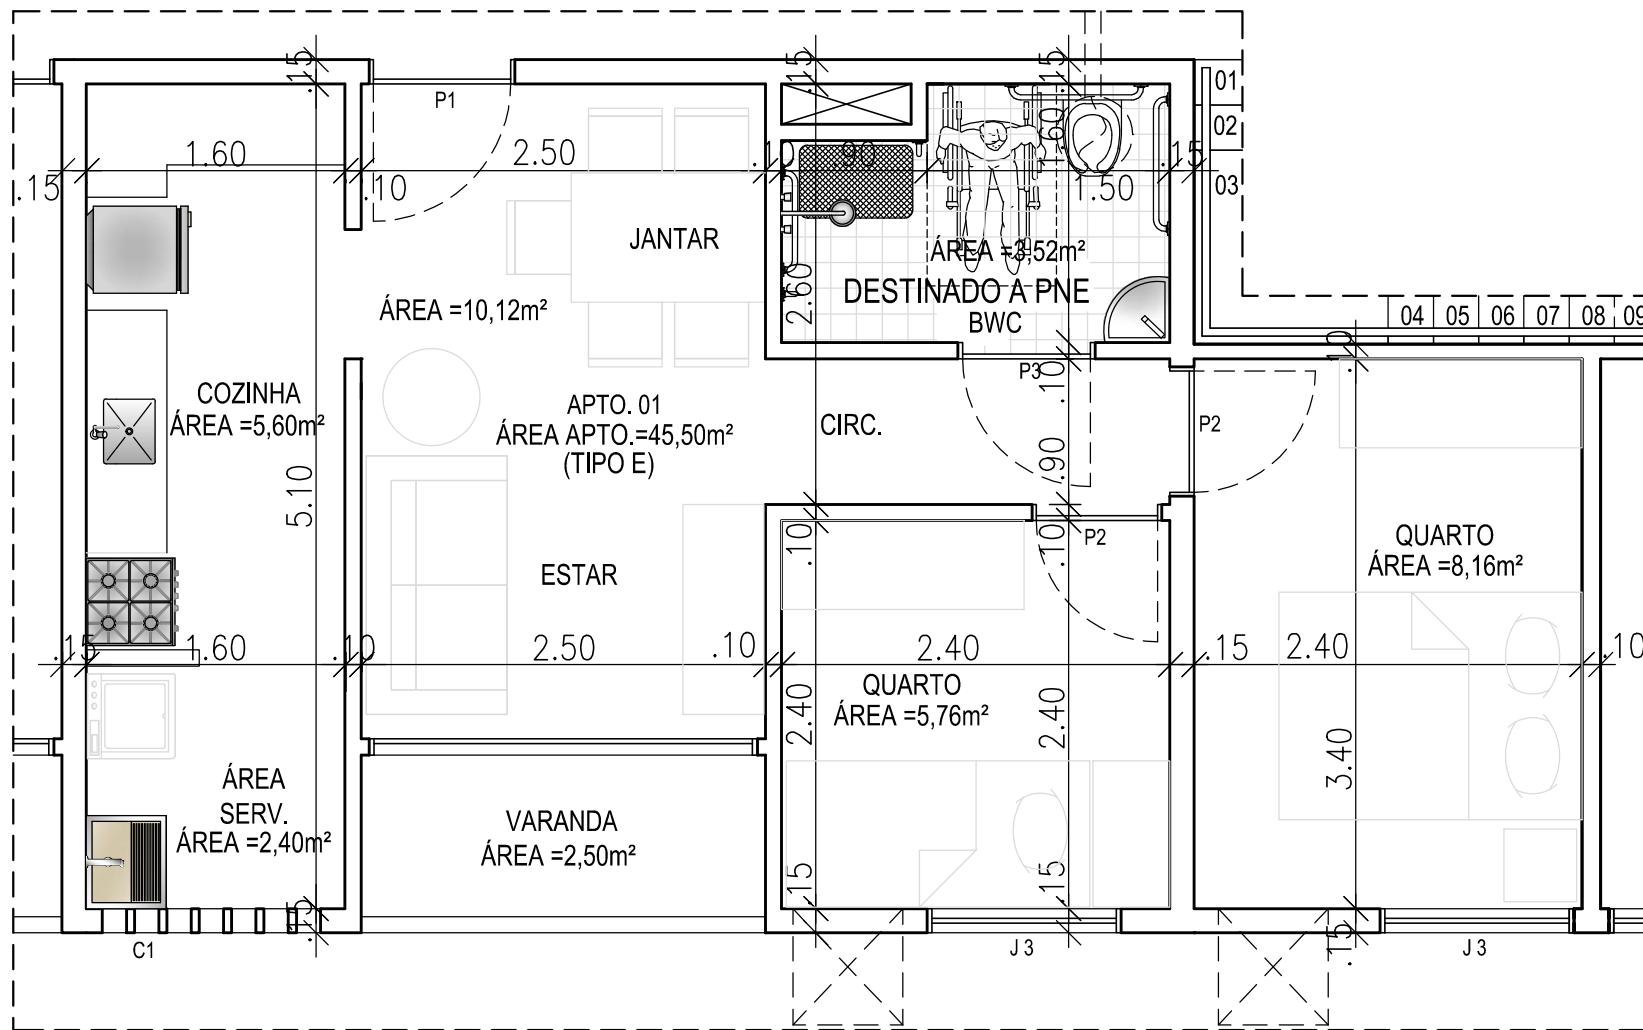 .15
.15
.15
01
P1
02
1.60
2.50
.10
.90
.60
.15
03
.15
.10
1.50
JANTAR
ÁREA =3,52m²
2.60
DESTINADO A PNE
BWC
ÁREA =10,12m²
04
05
06
07
08
09
.10
P3
.10
COZINHA
ÁREA =5,60m²
APTO. 01
ÁREA APTO.=45,50m²
(TIPO E)
CIRC.
P2
.90
5.10
.10
.10
P2
QUARTO
ÁREA =8,16m²
ESTAR
.15
1.60
.10
2.50
.10
2.40
.15
2.40
.10
QUARTO
ÁREA =5,76m²
2.40
2.40
3.40
ÁREA
SERV.
ÁREA =2,40m²
VARANDA
ÁREA =2,50m²
.15
.15
.15
.15
C1
J 3
J 3